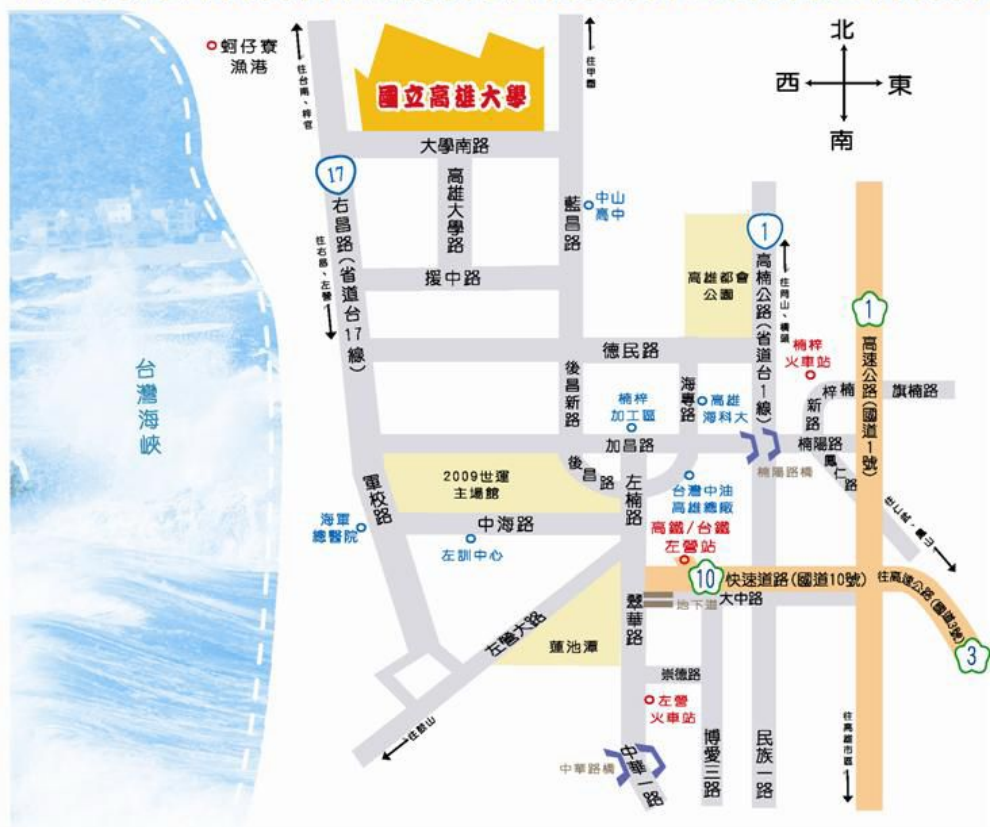 北
西
東
南
蚵仔寮
漁港
往台南、梓官
國立高雄大學
往甲圍
大學南路
17
右昌路(省道台17線)
往右昌、左營
高雄大學路
藍昌路
中山
高中
援中路
高雄都會
公園
1
高楠公路(省道台1線)
往岡山、橋頭
1
高速公路(國道1號)
台灣海峽
德民路
楠梓
火車站
後昌新路
楠梓
加工區
海專路
高雄
海科大
梓楠
新路
旗楠路
加昌路
楠陽路
楠陽路橋
鳳仁路
往仁武,鳳山
2009世運
主場館
後昌路
左楠路
台灣中油
高雄總廠
軍校路
海軍
總醫院
中海路
左訓中心
高鐵/台鐵
左營站
10
快速道路(國道10號)
往高速公路(國道3號)
3
大中路
地下道
翠華路
左營大路
蓮池潭
崇德路
左營
火車站
往鼓山
中華路橋
中華一路
博愛三路
民族一路
往高雄市區